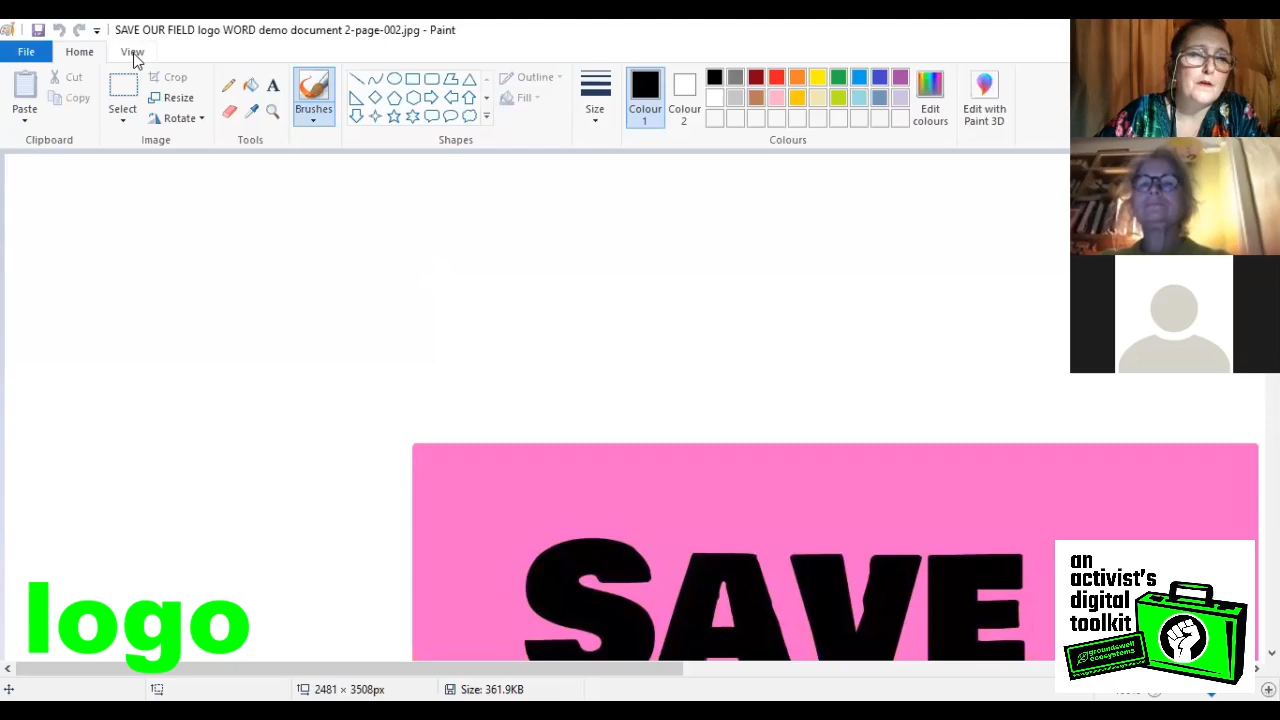 SAVE OUR FIELD logo WORD demo document 2-page-002.jpg - Paint
File
Home
View
Paste
Cut
Copy
Clipboard
Select
Crop
Resize
Rotate
Image
A
Tools
Brushes
Shapes
Outline
Fill
Size
Colour
1
Colour
2
Colours
Edit
colours
Edit with
Paint 3D
SAVE
logo
an
activist's
digital
toolkit
groundswell
ecosystems
2481 × 3508px
Size: 361.9KB